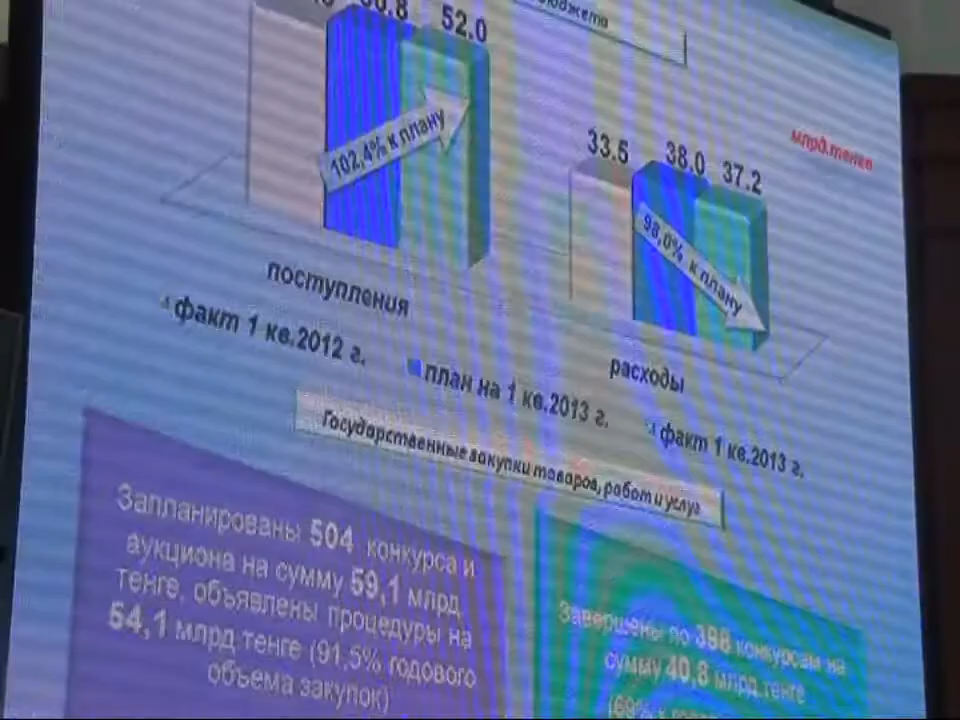 52.0
млрд.тенге
33.5 38.0 37.2
102,4% к плану
98,0% к плану
поступления
расходы
факт 1 кв.2012 г.
план на 1 кв.2013 г.
факт 1 кв.2013 г.
Государственные закупки товаров, работ и услуг
Запланированы 504 конкурса и
аукциона на сумму 59,1 млрд
тенге, объявлены процедуры на
54,1 млрд тенге (91,5% годового
объема закупок)
Завершены по 398 конкурсам на
сумму 40,8 млрд тенге
(69% к